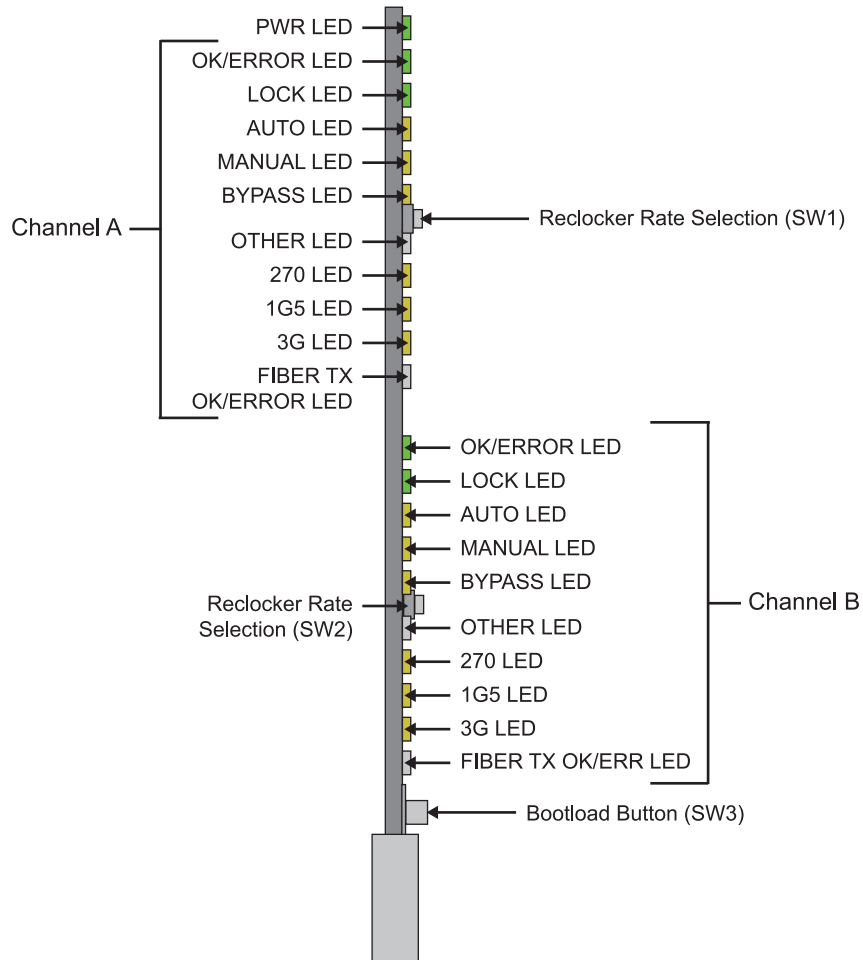 PWR LED
OK/ERROR LED
LOCK LED
AUTO LED
MANUAL LED
BYPASS LED
Reclocker Rate Selection (SW1)
Channel A
OTHER LED
270 LED
1G5 LED
3G LED
FIBER TX
OK/ERROR LED
OK/ERROR LED
LOCK LED
AUTO LED
MANUAL LED
BYPASS LED
Reclocker Rate
Selection (SW2)
Channel B
OTHER LED
270 LED
1G5 LED
3G LED
FIBER TX OK/ERR LED
Bootload Button (SW3)